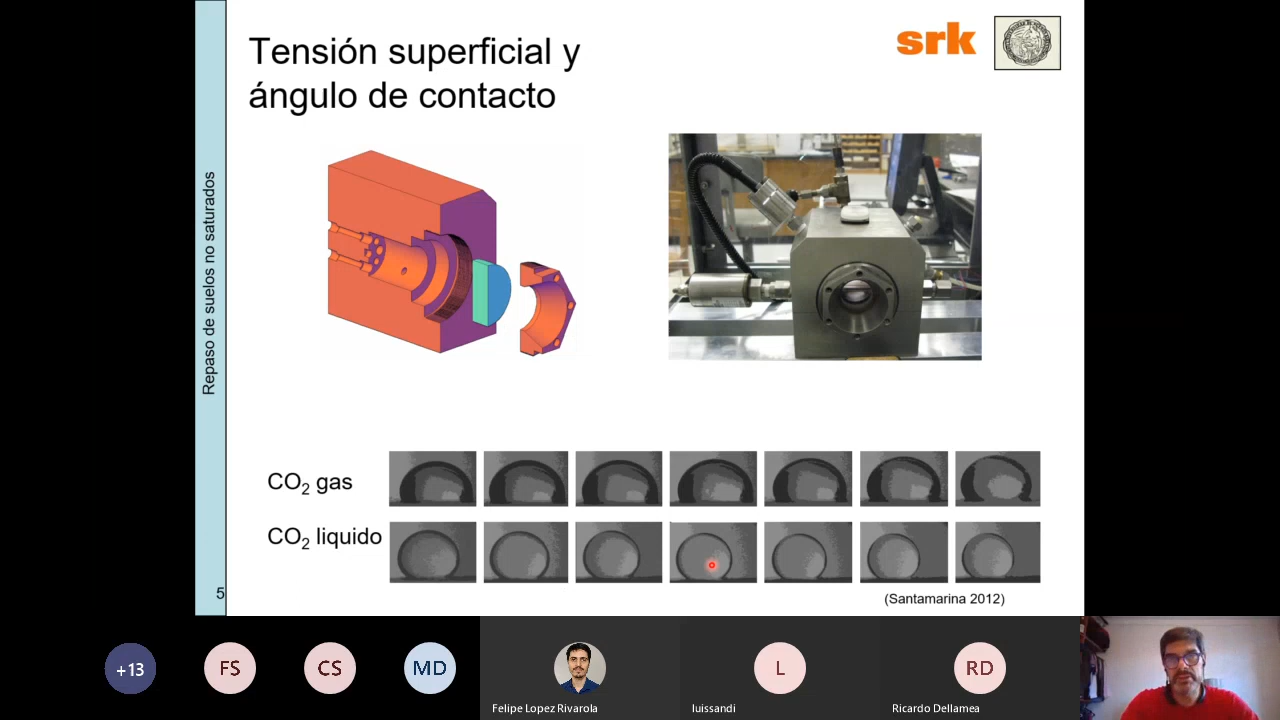 Tensión superficial y
ángulo de contacto
srk
Repaso de suelos no saturados
CO2 gas
CO2 liquido
(Santamarina 2012)
5
+13
FS
CS
MD
L
RD
Felipe Lopez Rivarola
luissandi
Ricardo Dellamea